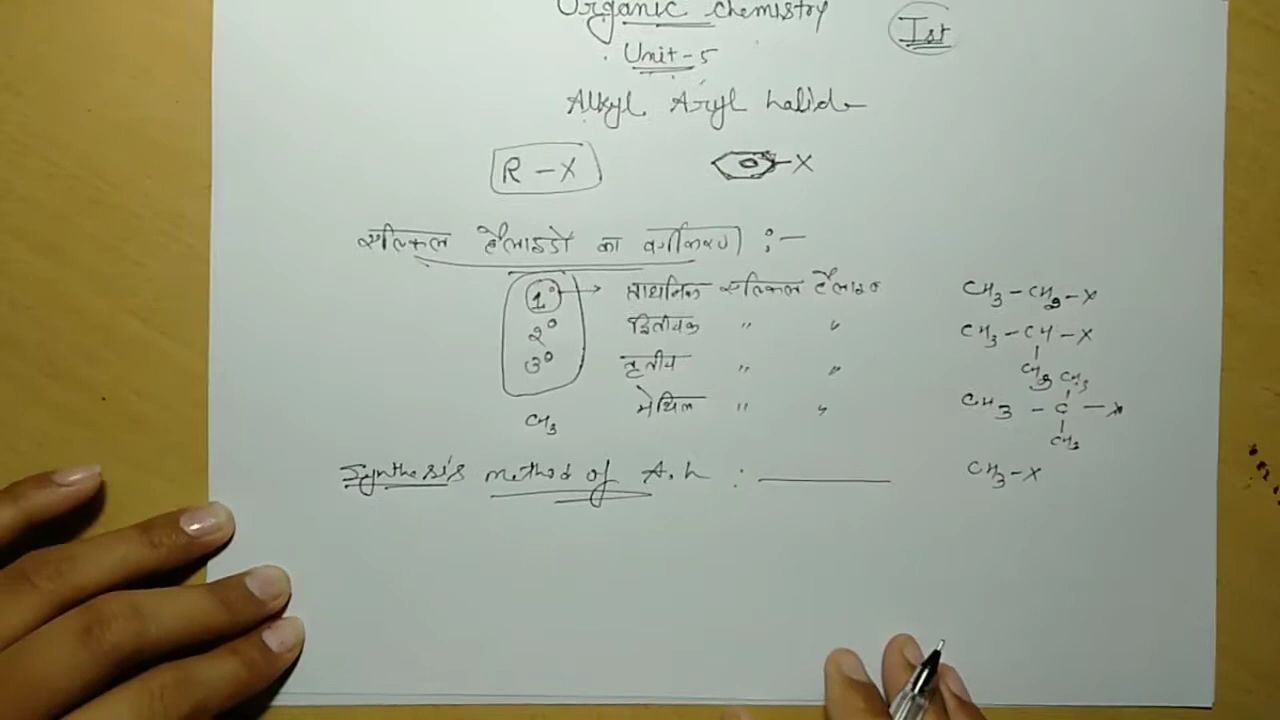 Organic chemistry
Ist
Unit-5
Alkyl Aryl halide
R-X
-X
एल्किल हैलाइडों का वर्गीकरण :-
1° → प्राथमिक एल्किल हैलाइड CH3-CH2-X
2° द्वितीयक " " CH3-CH-X
CH3
3° तृतीय " "
CH3
CH3 मेथिल " " CH3-C-X
CH3
Synthesis method of A.h : CH3-X